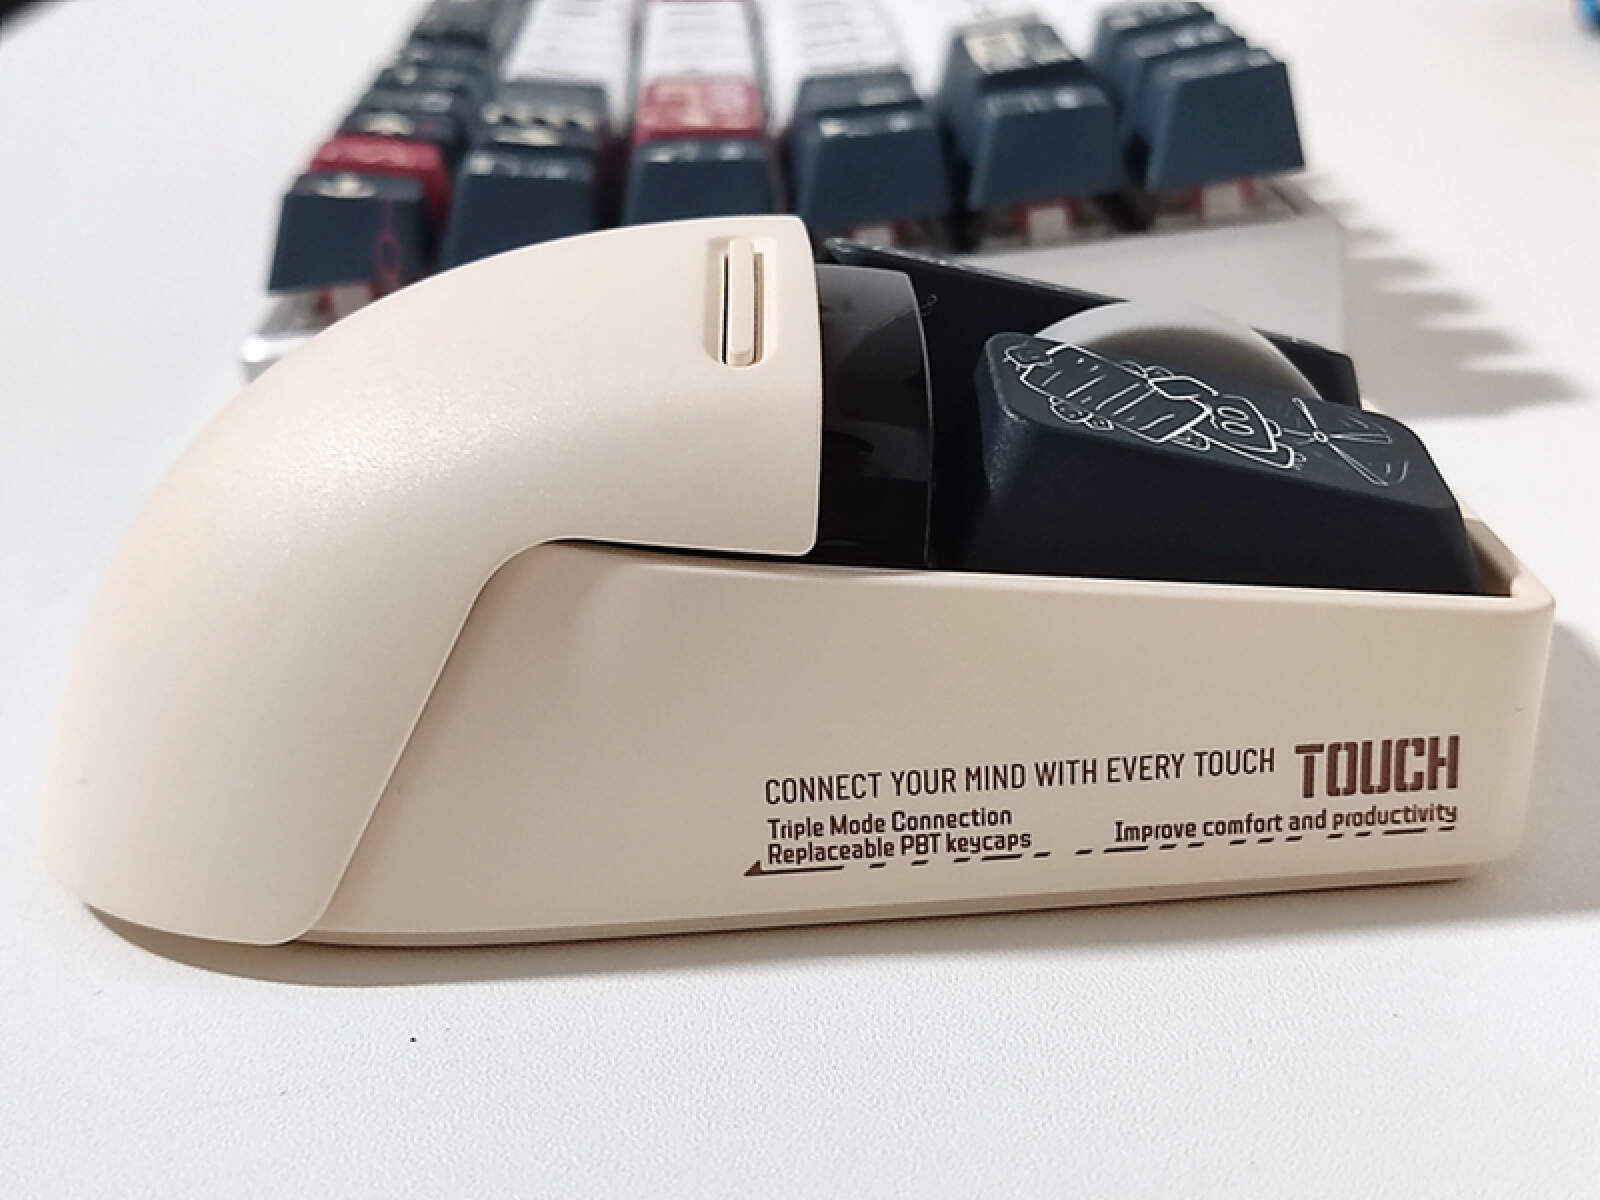 CONNECT YOUR MIND WITH EVERY TOUCH TOUCH
Triple Mode Connection
Replaceable PBT keycaps
Improve comfort and productivity